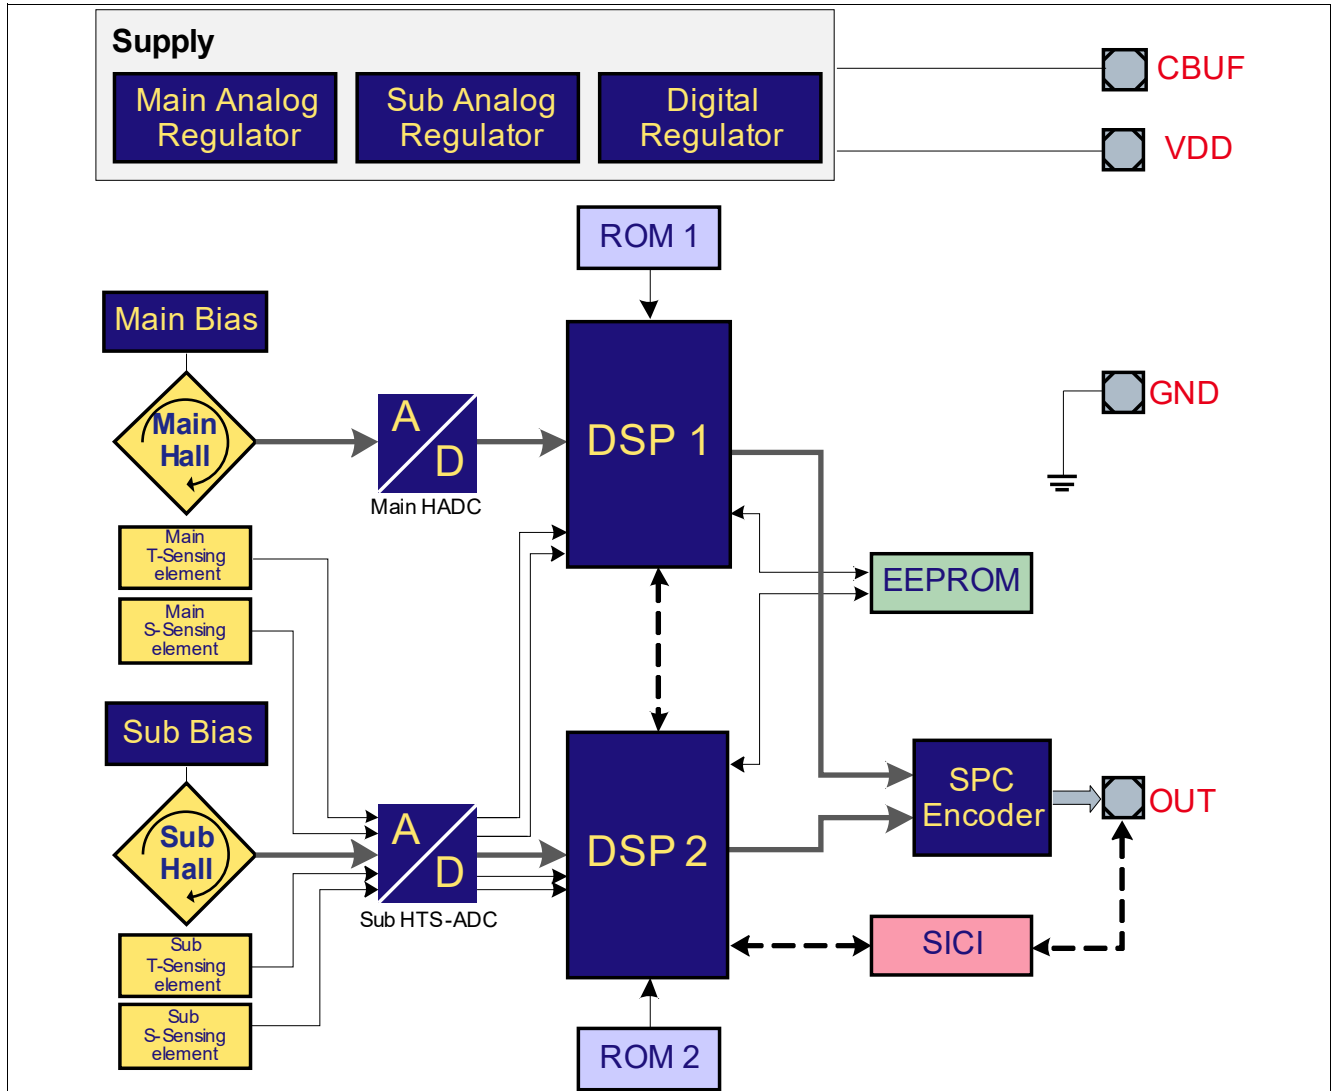 Supply
Main Analog
Regulator
Sub Analog
Regulator
Digital
Regulator
CBUF
VDD
ROM 1
Main Bias
Main
Hall
A
D
Main HADC
DSP 1
GND
Main
T-Sensing
element
Main
S-Sensing
element
EEPROM
Sub Bias
Sub
Hall
A
D
Sub HTS-ADC
DSP 2
SPC
Encoder
OUT
SICI
Sub
T-Sensing
element
Sub
S-Sensing
element
ROM 2